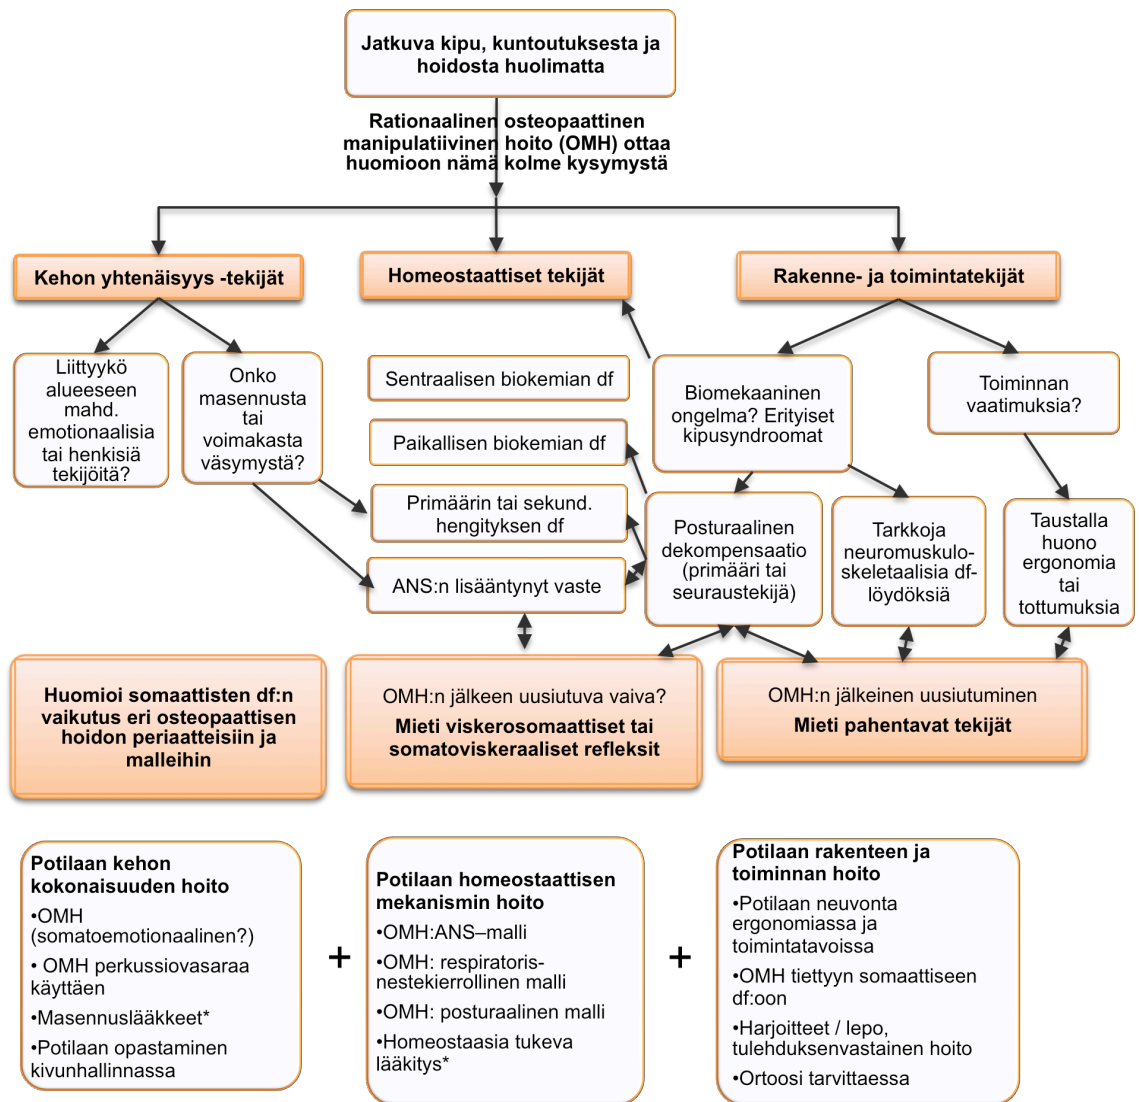 Jatkuva kipu, kuntoutuksesta ja
hoidosta huolimatta
Rationaalinen osteopaattinen
manipulatiivinen hoito (OMH) ottaa
huomioon nämä kolme kysymystä
Kehon yhtenäisyys -tekijät
Homeostaattiset tekijät
Rakenne- ja toimintatekijät
Liittyykö
alueeseen
mahd.
emotionaalisia
tai henkisiä
tekijöitä?
Onko
masennusta
tai
voimakasta
väsymystä?
Sentraalisen biokemian df
Paikallisen biokemian df
Primäärin tai sekund.
hengityksen df
ANS:n lisääntynyt vaste
Biomekaaninen
ongelma? Erityiset
kipusyndroomat
Toiminnan
vaatimuksia?
Posturaalinen
dekompensaatio
(primääri tai
seuraustekijä)
Tarkkoja
neuromuskulo-
skeletaalisia df-
löydöksiä
Taustalla
huono
ergonomia
tai
tottumuksia
Huomioi somaattisten df:n
vaikutus eri osteopaattisen
hoidon periaatteisiin ja
malleihin
OMH:n jälkeen uusiutuva vaiva?
Mieti viskerosomaattiset tai
somatoviskeraaliset refleksit
OMH:n jälkeinen uusiutuminen
Mieti pahentavat tekijät
Potilaan kehon
kokonaisuuden hoito
•OMH
(somatoemotionaalinen?)
• OMH perkussiovasaraa
käyttäen
•Masennuslääkkeet*
•Potilaan opastaminen
kivunhallinnassa
+
Potilaan homeostaattisen
mekanismin hoito
•OMH:ANS–malli
•OMH: respiratoris-
nestekierrollinen malli
•OMH: posturaalinen malli
•Homeostaasia tukeva
lääkitys*
+
Potilaan rakenteen ja
toiminnan hoito
•Potilaan neuvonta
ergonomiassa ja
toimintatavoissa
•OMH tiettyyn somaattiseen
df:oon
•Harjoitteet / lepo,
tulehduksenvastainen hoito
•Ortoosi tarvittaessa